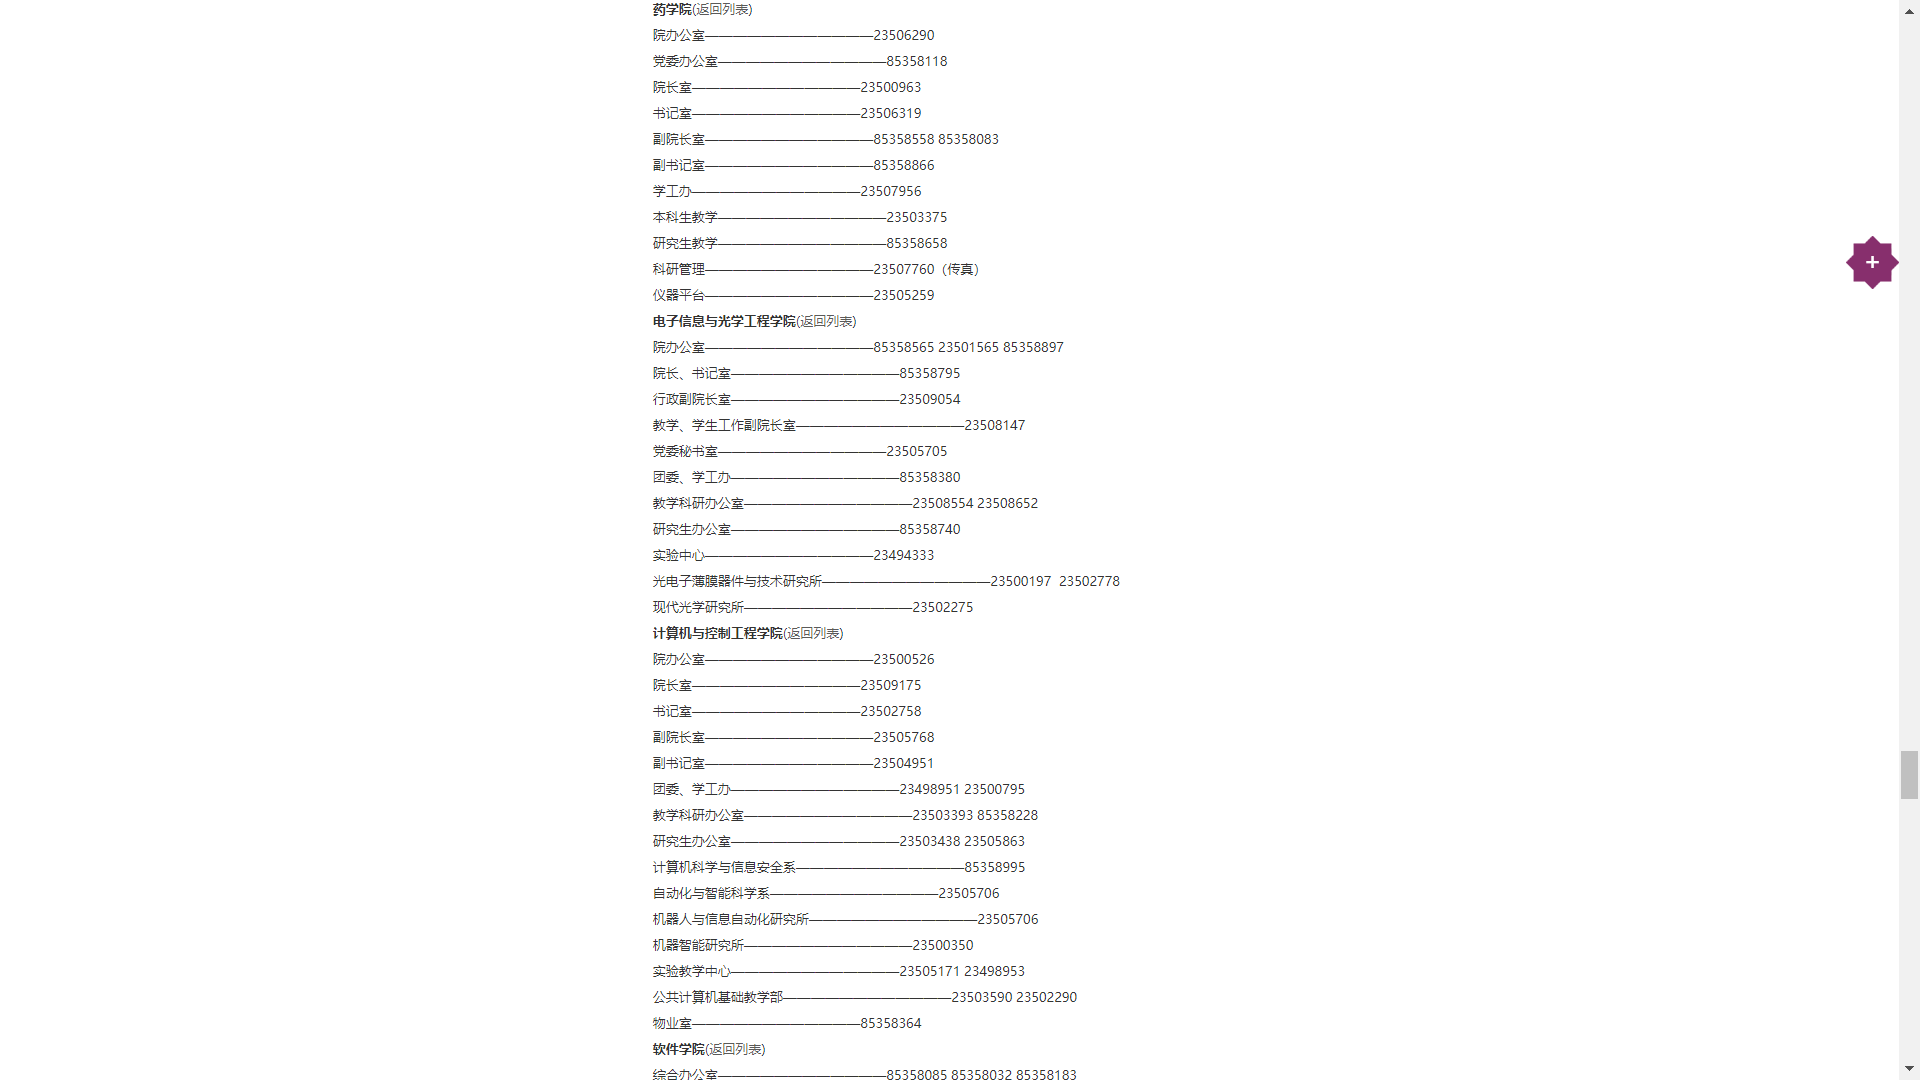 药学院(返回列表)
院办公室————————————23506290
党委办公室————————————85358118
院长室————————————23500963
书记室————————————23506319
副院长室————————————85358558 85358083
副书记室————————————85358866
学工办————————————23507956
本科生教学————————————23503375
研究生教学————————————85358658
科研管理————————————23507760（传真）
仪器平台————————————23505259
电子信息与光学工程学院(返回列表)
院办公室————————————85358565 23501565 85358897
院长、书记室————————————85358795
行政副院长室————————————23509054
教学、学生工作副院长室————————————23508147
党委秘书室————————————23505705
团委、学工办————————————85358380
教学科研办公室————————————23508554 23508652
研究生办公室————————————85358740
实验中心————————————23494333
光电子薄膜器件与技术研究所————————————23500197  23502778
现代光学研究所————————————23502275
计算机与控制工程学院(返回列表)
院办公室————————————23500526
院长室————————————23509175
书记室————————————23502758
副院长室————————————23505768
副书记室————————————23504951
团委、学工办————————————23498951 23500795
教学科研办公室————————————23503393 85358228
研究生办公室————————————23503438 23505863
计算机科学与信息安全系————————————85358995
自动化与智能科学系————————————23505706
机器人与信息自动化研究所————————————23505706
机器智能研究所————————————23500350
实验教学中心————————————23505171 23498953
公共计算机基础教学部————————————23503590 23502290
物业室————————————85358364
软件学院(返回列表)
综合办公室————————————85358085 85358032 85358183